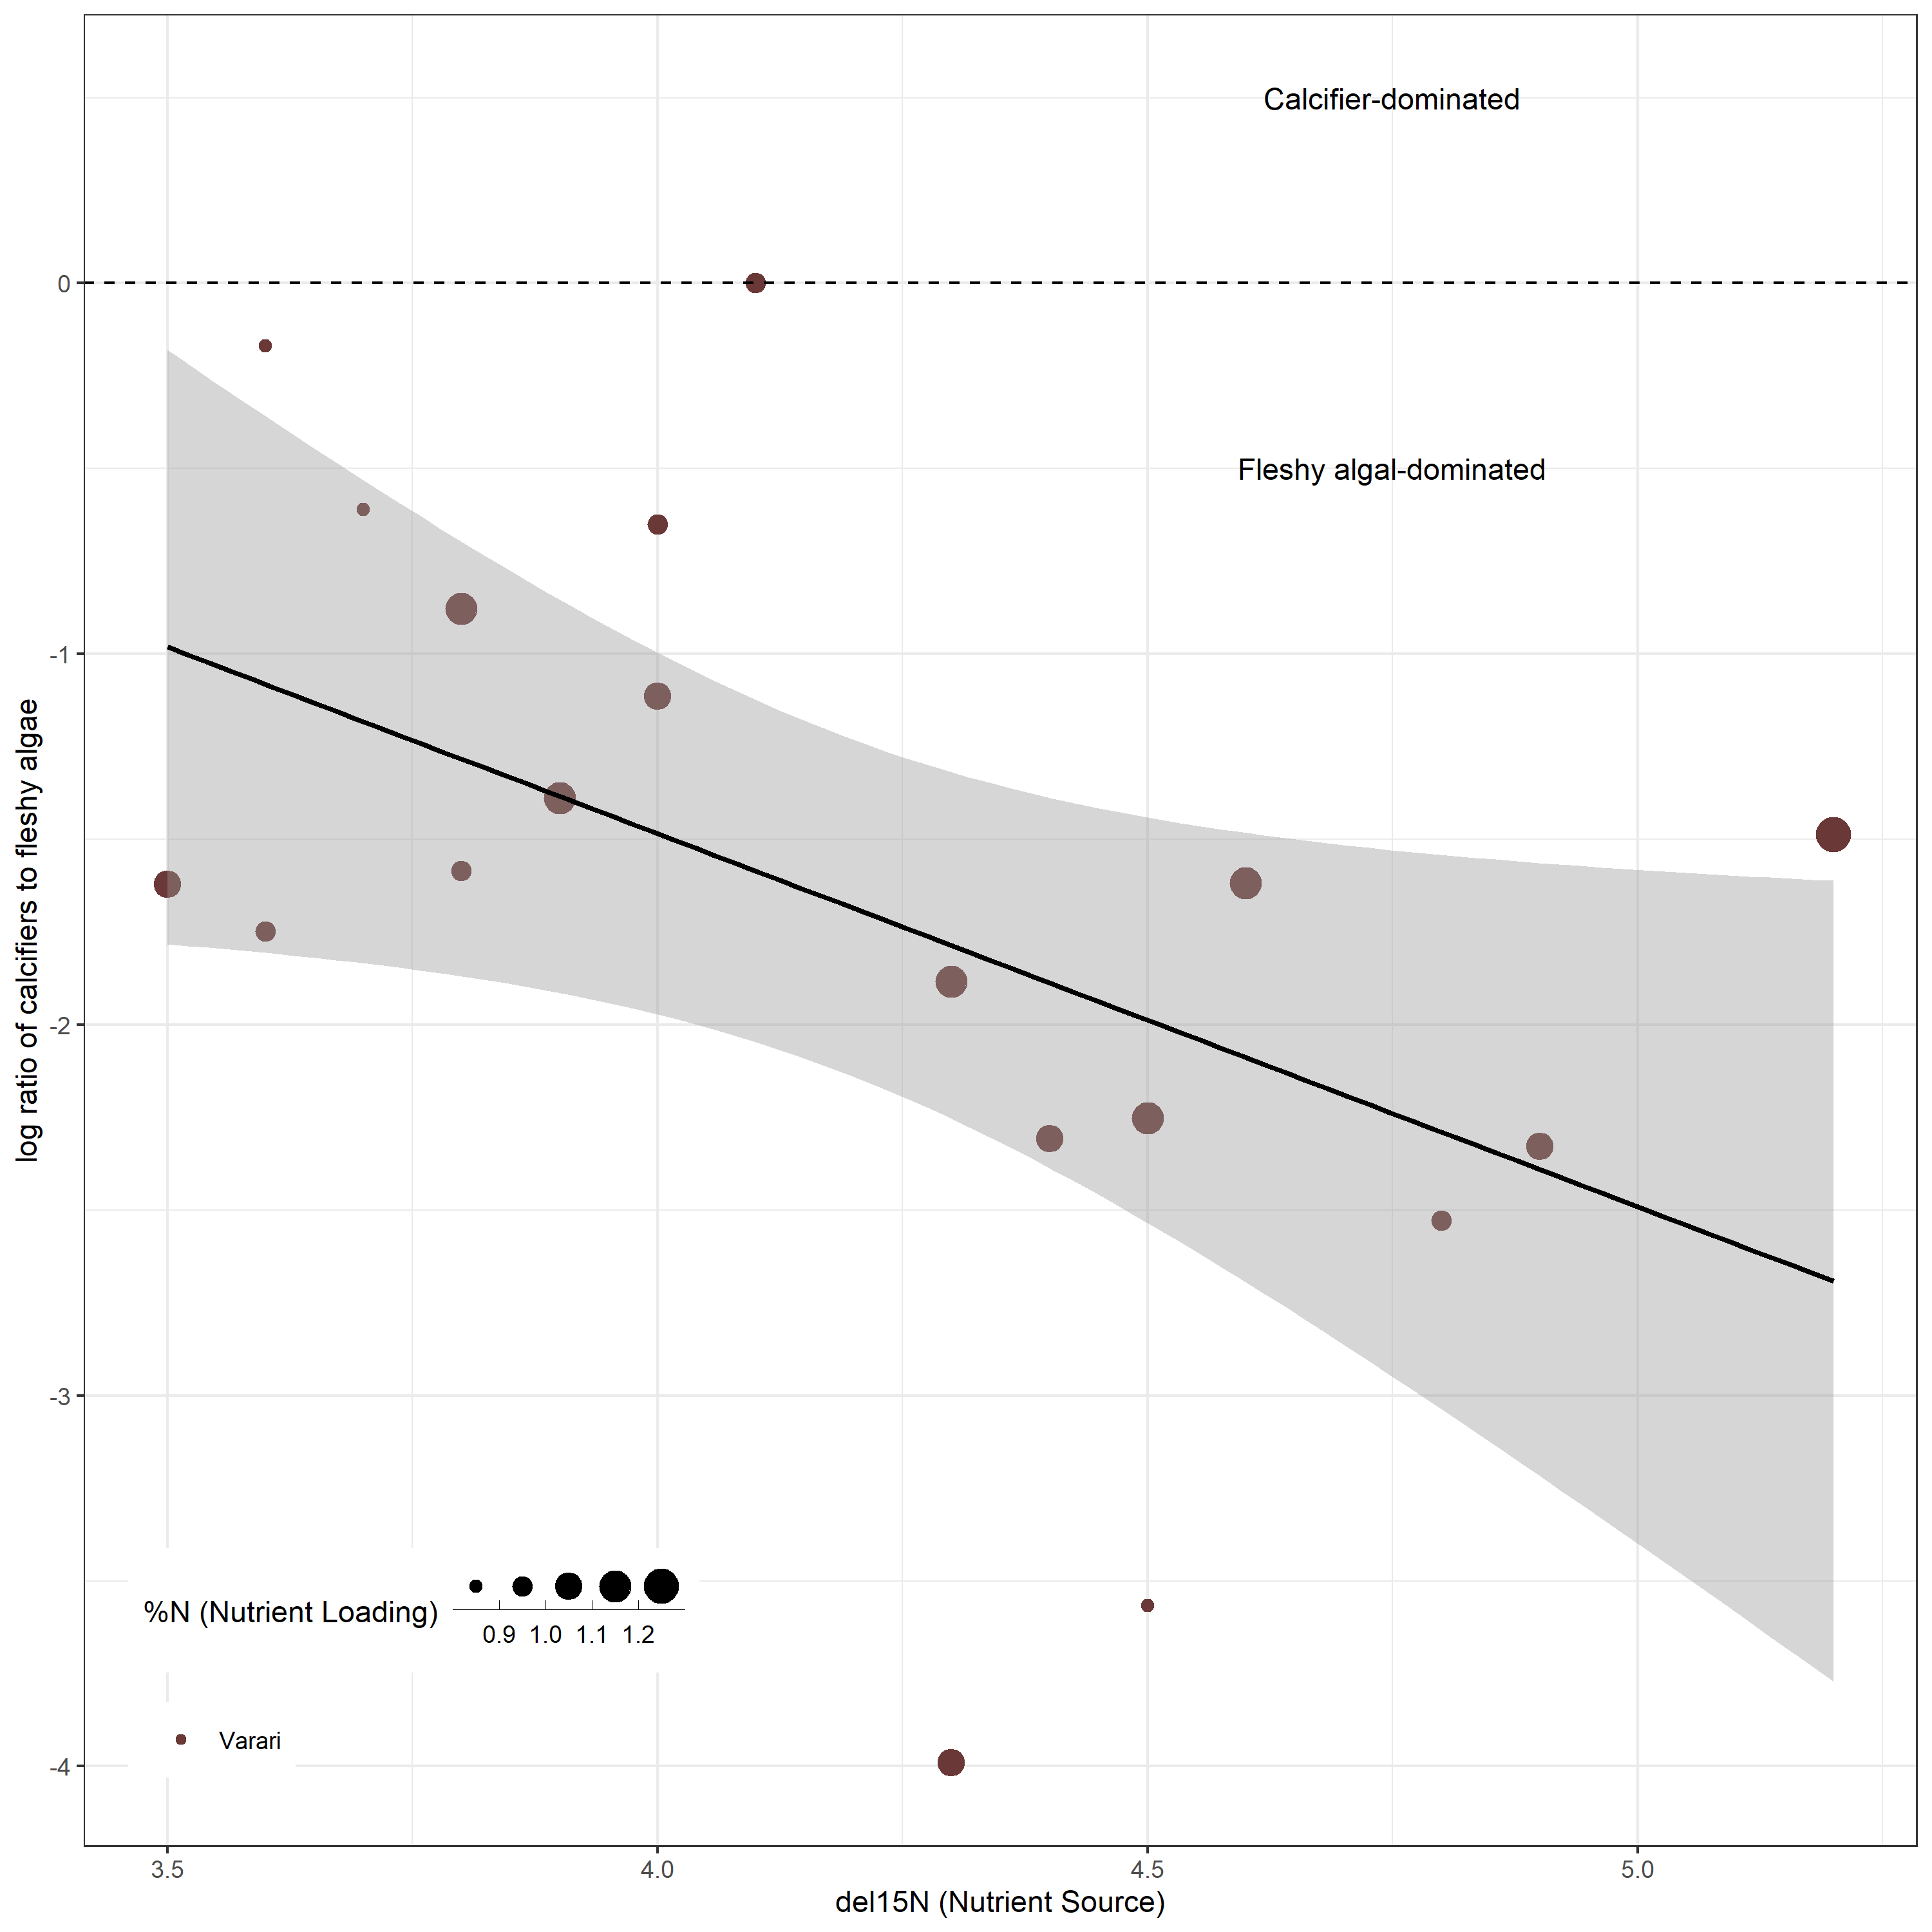 Calcifier-dominated
0
Fleshy algal-dominated
-1
log ratio of calcifiers to fleshy algae
-2
-3
%N (Nutrient Loading)
0.9 1.0 1.1 1.2
Varari
-4
3.5 4.0 4.5 5.0
del15N (Nutrient Source)